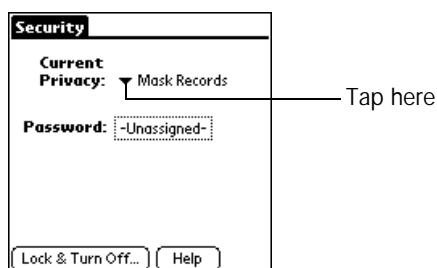 Security
Current
Privacy: Mask Records
Tap here
Password: -Unassigned-
Lock & Turn Off... Help